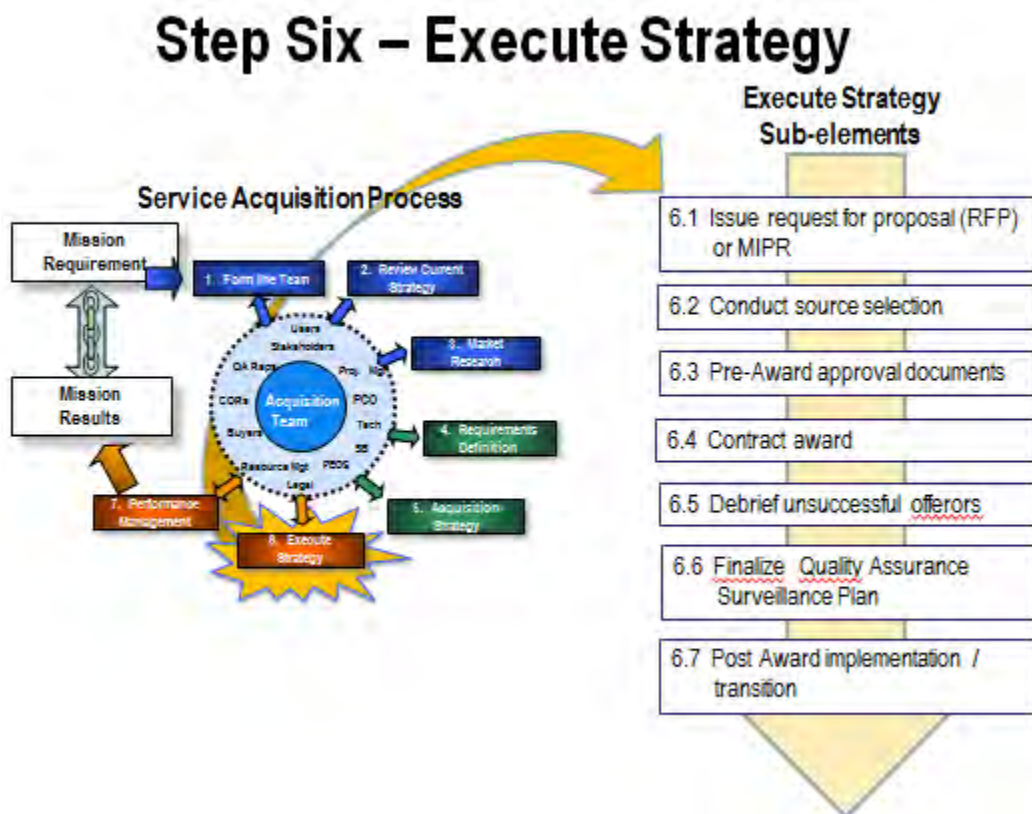 Step Six – Execute Strategy
Execute Strategy
Sub-elements
Service Acquisition Process
Mission
Requirement
1. Form the Team
2. Review Current
Strategy
Users
Stakeholders
QA Reps
Proj Mgr
3. Market
Research
Mission
Results
CORs
Acquisition
Team
PCO
Tech
Buyers
SB
4. Requirements
Definition
Resource Mgt
Legal
7. Performance
Management
5. Acquisition
Strategy
6. Execute
Strategy
6.1 Issue request for proposal (RFP)
or MIPR
6.2 Conduct source selection
6.3 Pre-Award approval documents
6.4 Contract award
6.5 Debrief unsuccessful offerors
6.6 Finalize Quality Assurance
Surveillance Plan
6.7 Post Award implementation /
transition